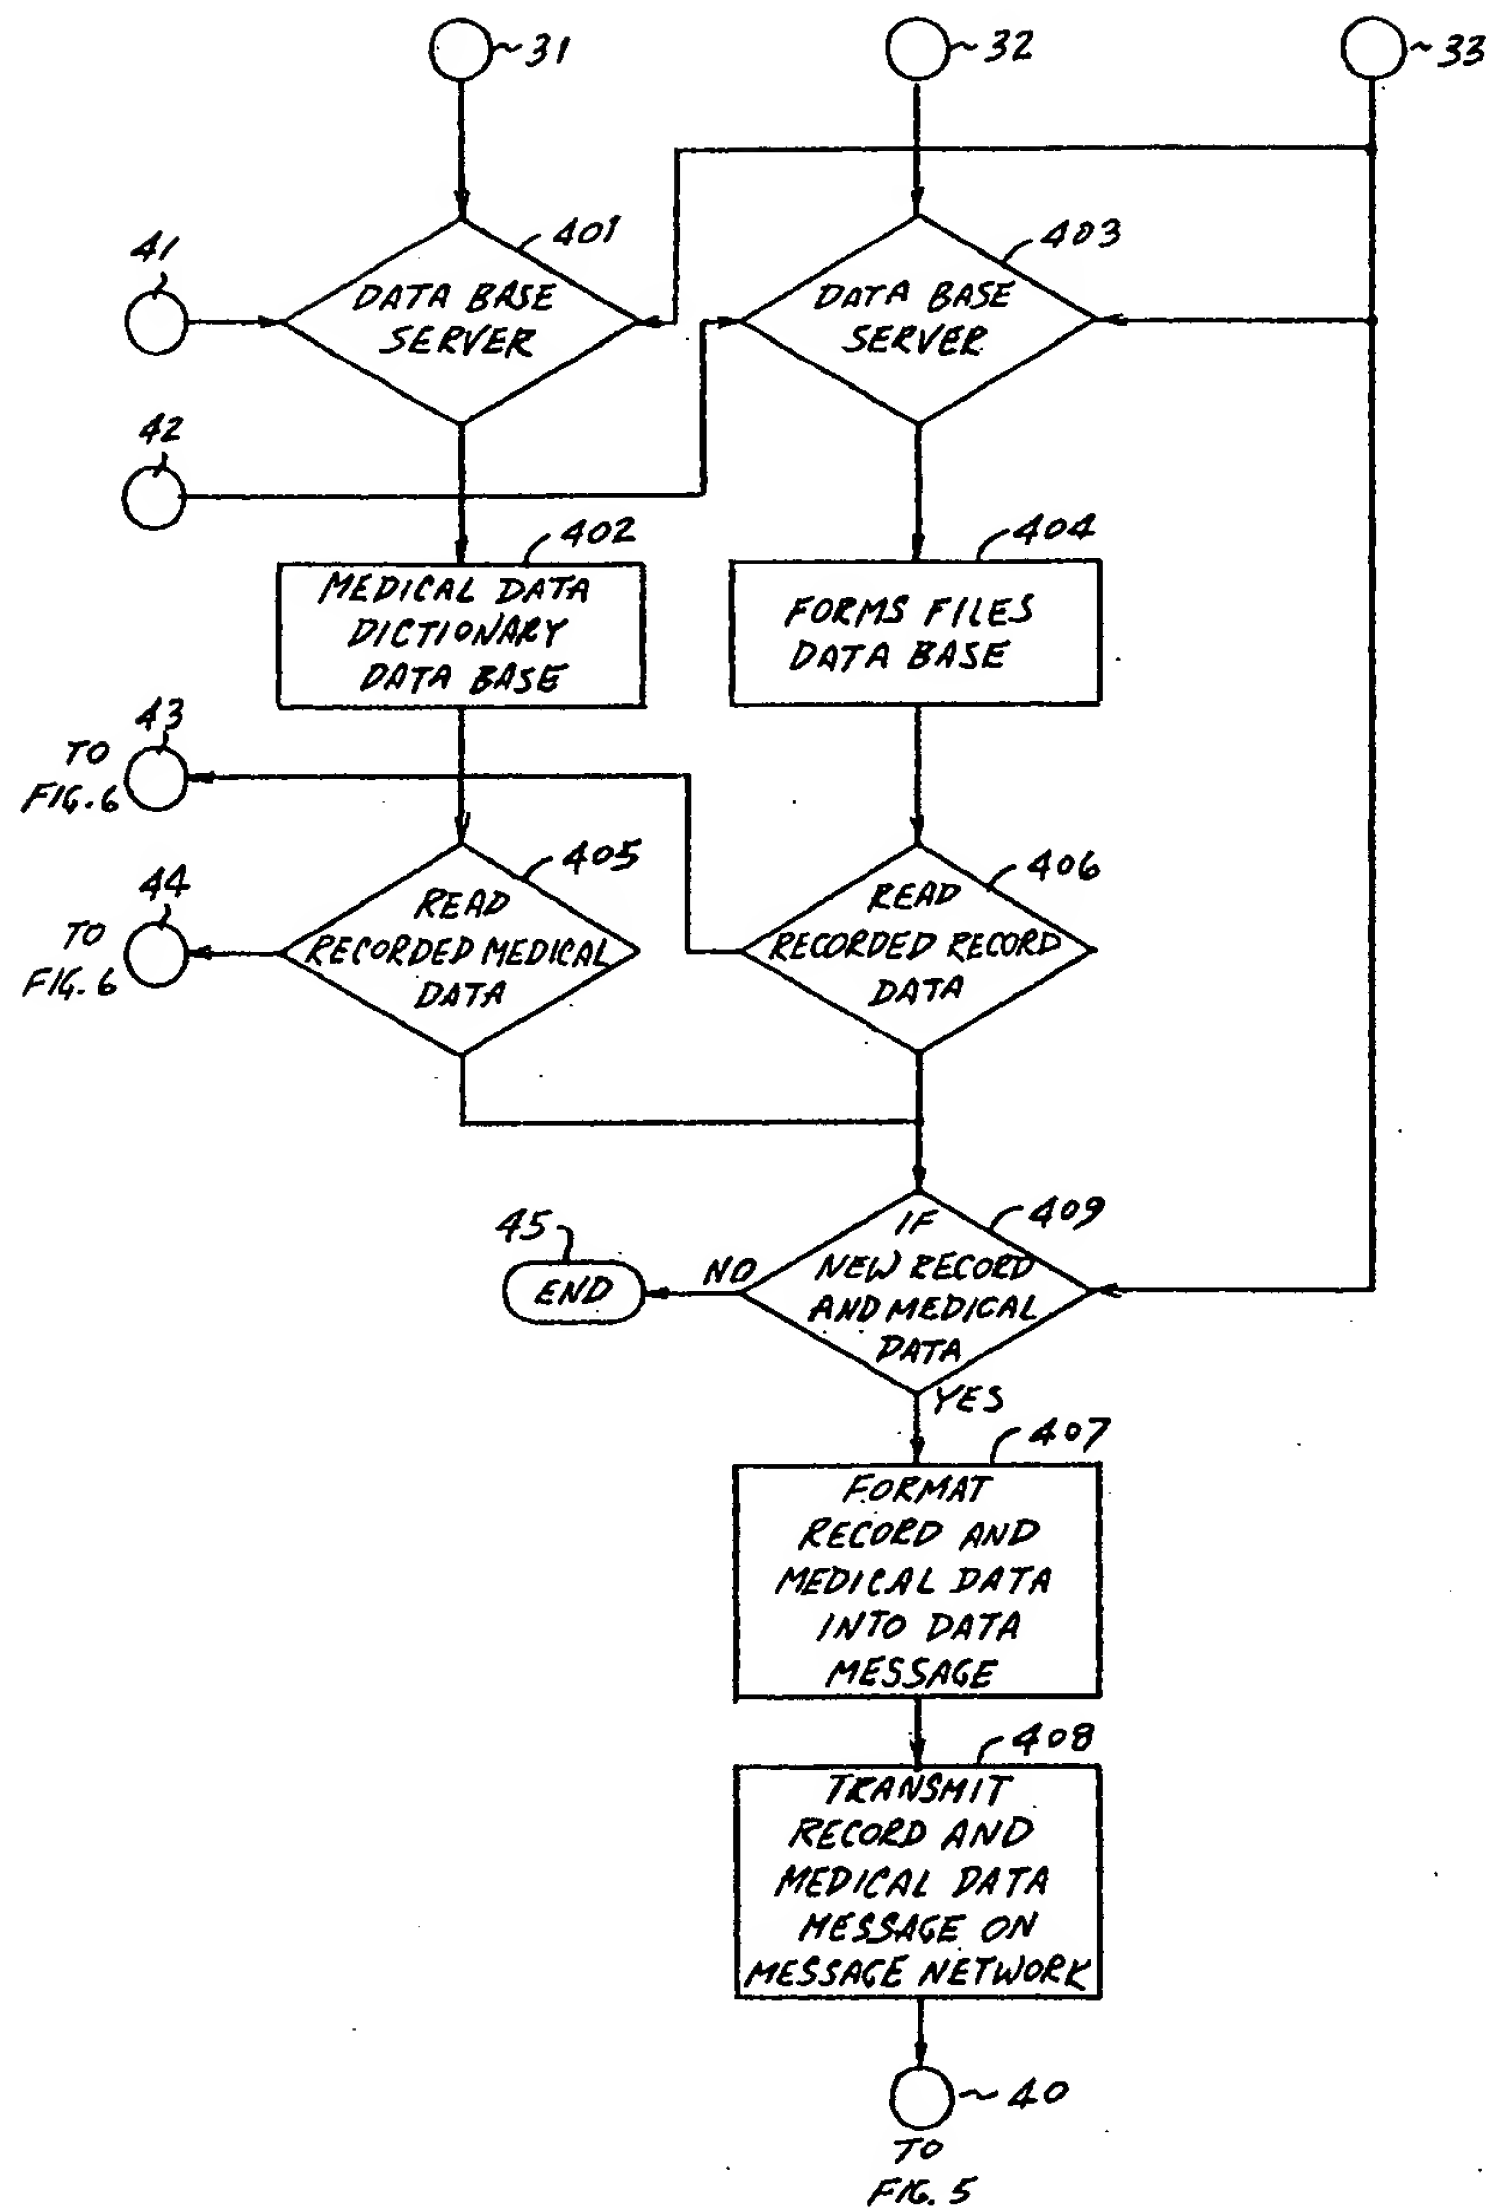 31
32
33
401
403
41
DATA BASE
SERVER
DATA BASE
SERVER
42
402
404
MEDICAL DATA
DICTIONARY
DATA BASE
FORMS FILES
DATA BASE
43
TO
FIG. 6
405
406
44
READ
RECORDED MEDICAL
DATA
READ
RECORDED RECORD
DATA
TO
FIG. 6
45
409
END
NO
IF
NEW RECORD
AND MEDICAL
DATA
YES
407
FORMAT
RECORD AND
MEDICAL DATA
INTO DATA
MESSAGE
408
TRANSMIT
RECORD AND
MEDICAL DATA
MESSAGE ON
MESSAGE NETWORK
40
TO
FIG. 5